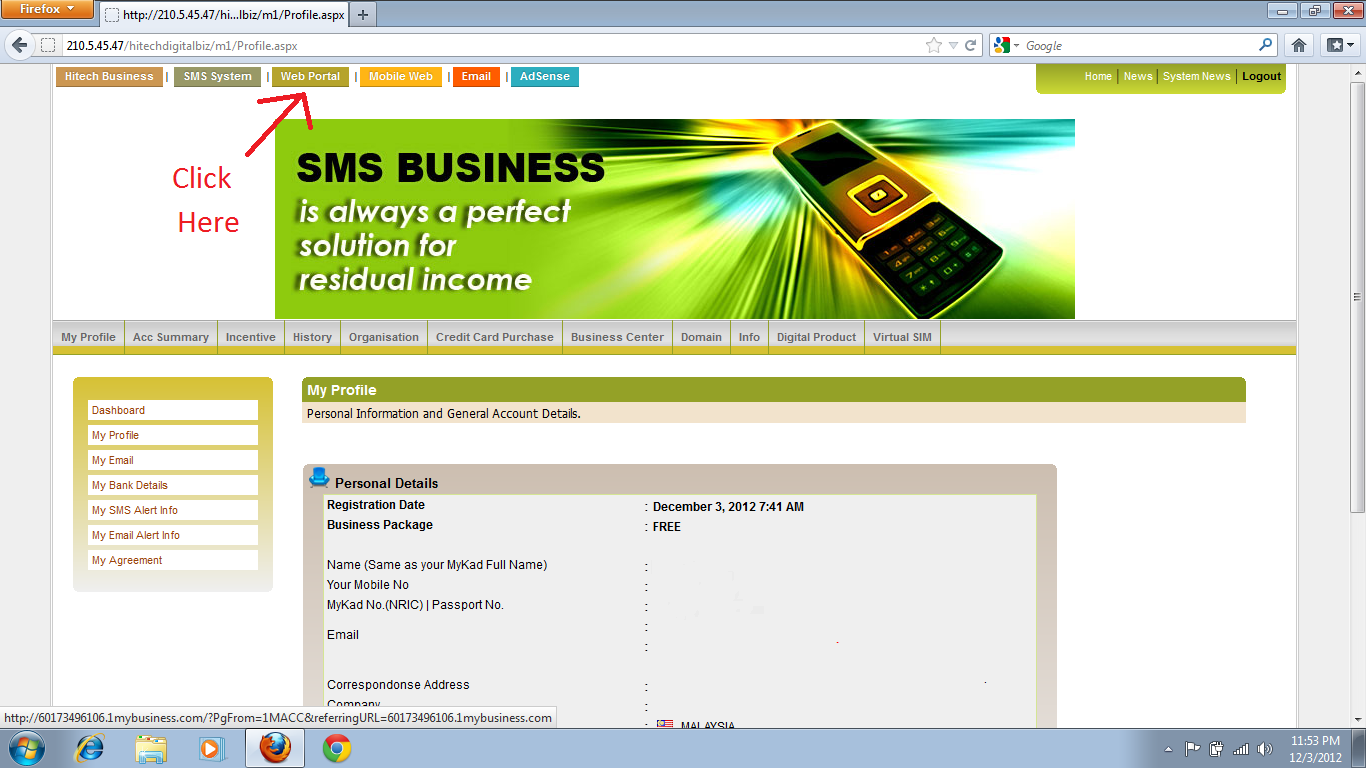 Firefox
http://210.5.45.47/hi...lbiz/m1/Profile.aspx
210.5.45.47/hitechdigitalbiz/m1/Profile.aspx
Google
Hitech Business | SMS System | Web Portal | Mobile Web | Email | AdSense
Home | News | System News | Logout
Click
Here
SMS BUSINESS
is always a perfect
solution for
residual income
My Profile
Acc Summary
Incentive
History
Organisation
Credit Card Purchase
Business Center
Domain
Info
Digital Product
Virtual SIM
Dashboard
My Profile
My Email
My Bank Details
My SMS Alert Info
My Email Alert Info
My Agreement
My Profile
Personal Information and General Account Details.
Personal Details
Registration Date : December 3, 2012 7:41 AM
Business Package : FREE
Name (Same as your MyKad Full Name) :
Your Mobile No :
MyKad No.(NRIC) | Passport No. :
:
Email
:
Correspondonse Address :
Company :
: MALAYSIA
http://60173496106.1mybusiness.com/?PgFrom=1MACC&referringURL=60173496106.1mybusiness.com
11:53 PM
12/3/2012